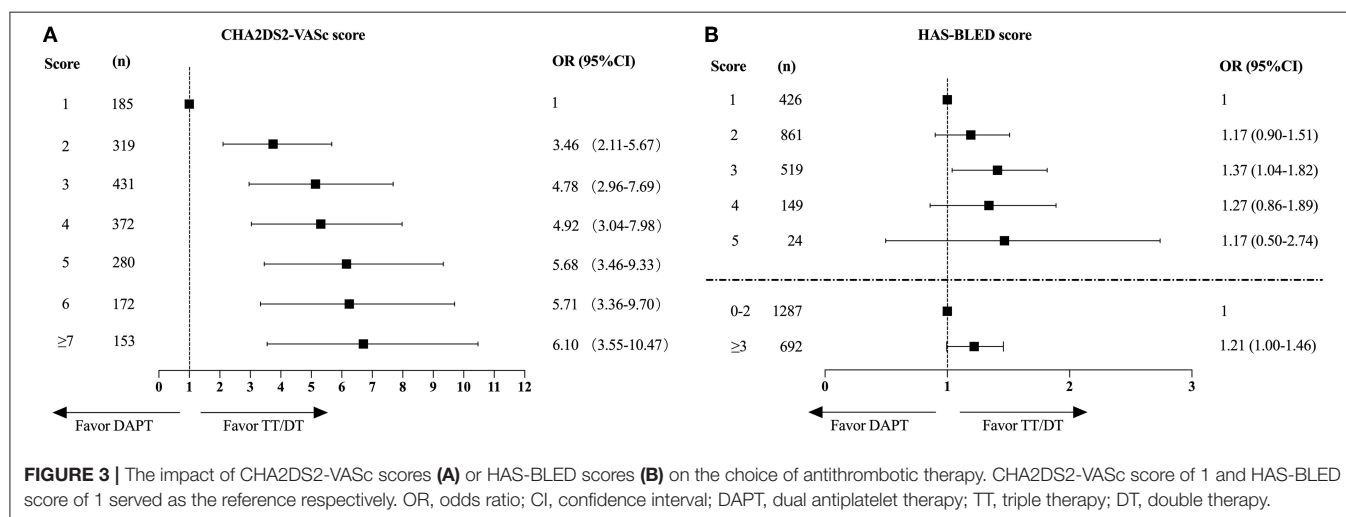 A
CHA2DS2-VASc score
Score (n) OR (95%CI)
1 185 1
2 319 3.46 (2.11-5.67)
3 431 4.78 (2.96-7.69)
4 372 4.92 (3.04-7.98)
5 280 5.68 (3.46-9.33)
6 172 5.71 (3.36-9.70)
≥7 153 6.10 (3.55-10.47)
0 1 2 3 4 5 6 7 8 9 10 11 12
Favor DAPT Favor TT/DT
B
HAS-BLED score
Score (n) OR (95%CI)
1 426 1
2 861 1.17 (0.90-1.51)
3 519 1.37 (1.04-1.82)
4 149 1.27 (0.86-1.89)
5 24 1.17 (0.50-2.74)
0-2 1287 1
≥3 692 1.21 (1.00-1.46)
0 1 2 3
Favor DAPT Favor TT/DT
FIGURE 3 | The impact of CHA2DS2-VASc scores (A) or HAS-BLED scores (B) on the choice of antithrombotic therapy. CHA2DS2-VASc score of 1 and HAS-BLED
score of 1 served as the reference respectively. OR, odds ratio; CI, confidence interval; DAPT, dual antiplatelet therapy; TT, triple therapy; DT, double therapy.